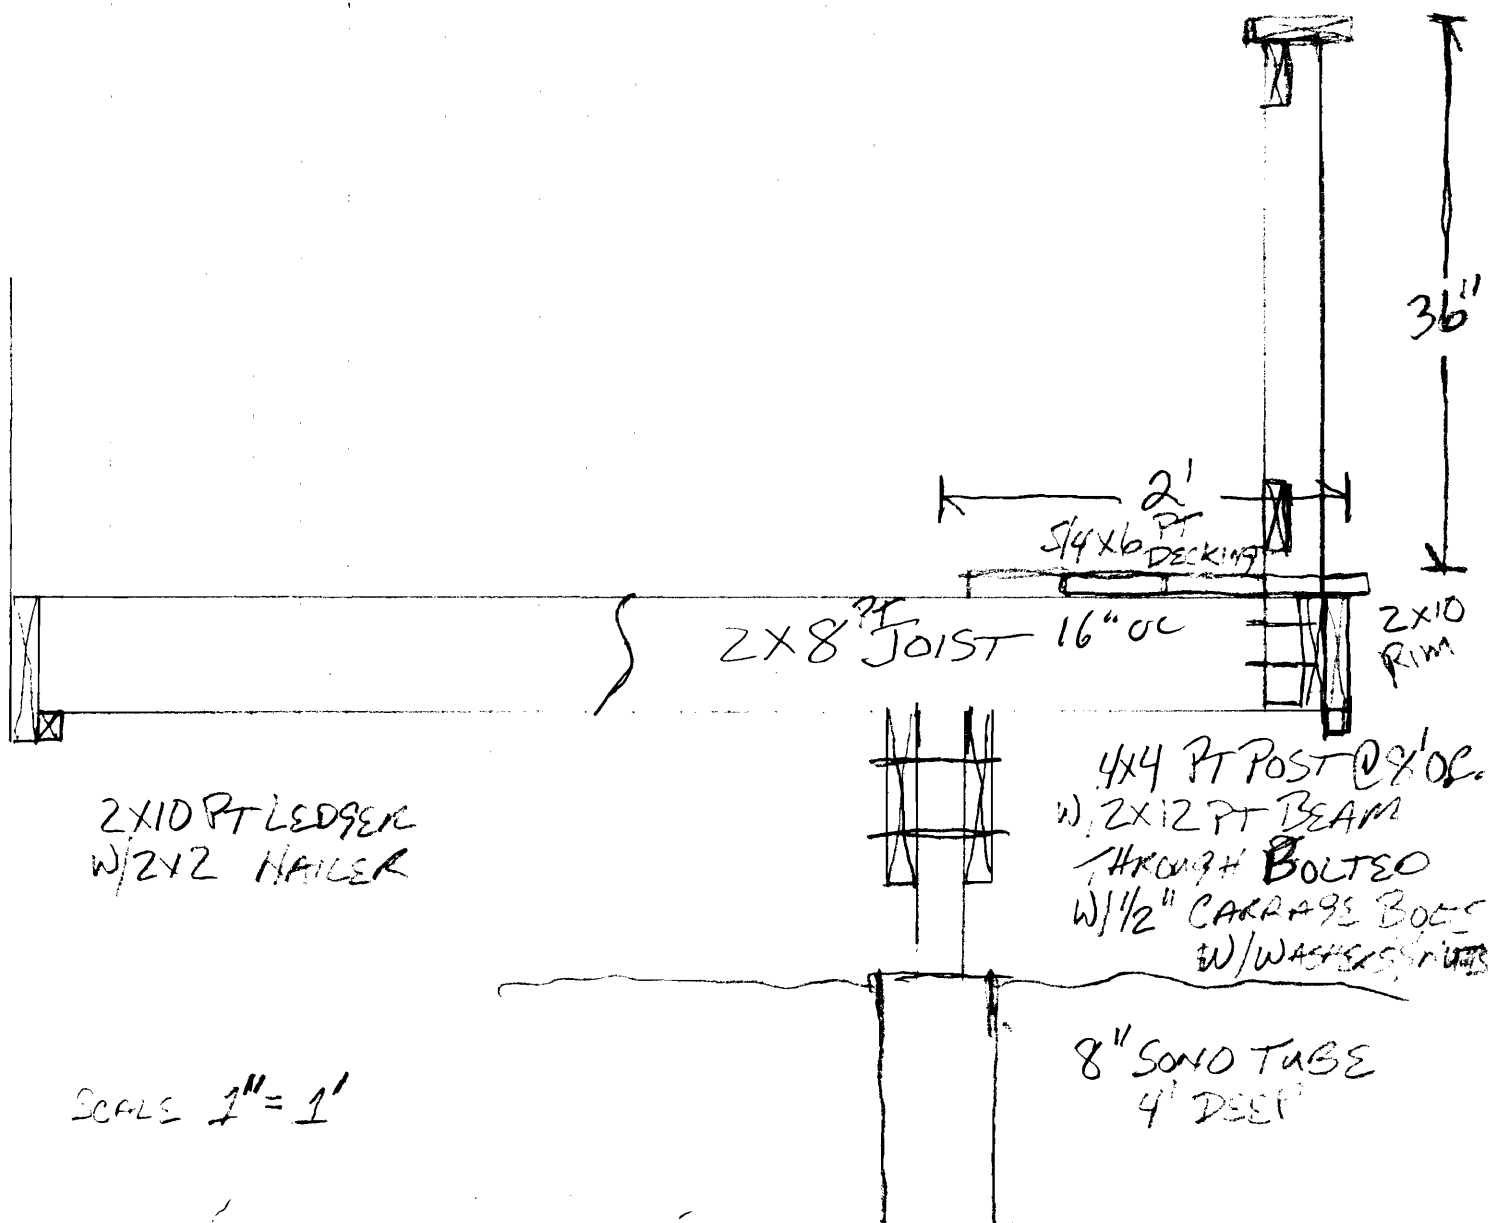 36"
2'
5/4X6 PT
DECKING
2X8 PT JOIST 16" OC
2X10
RIM
2X10 PT LEDGER
W/2X2 NAILER
4X4 PT POST @ 8' OC.
W/2X12 PT BEAM
THROUGH BOLTED
W/1/2" CARRAGE BOLTS
W/WASHERS & NUTS
8" SONO TUBE
4' DEEP
SCALE 1" = 1'